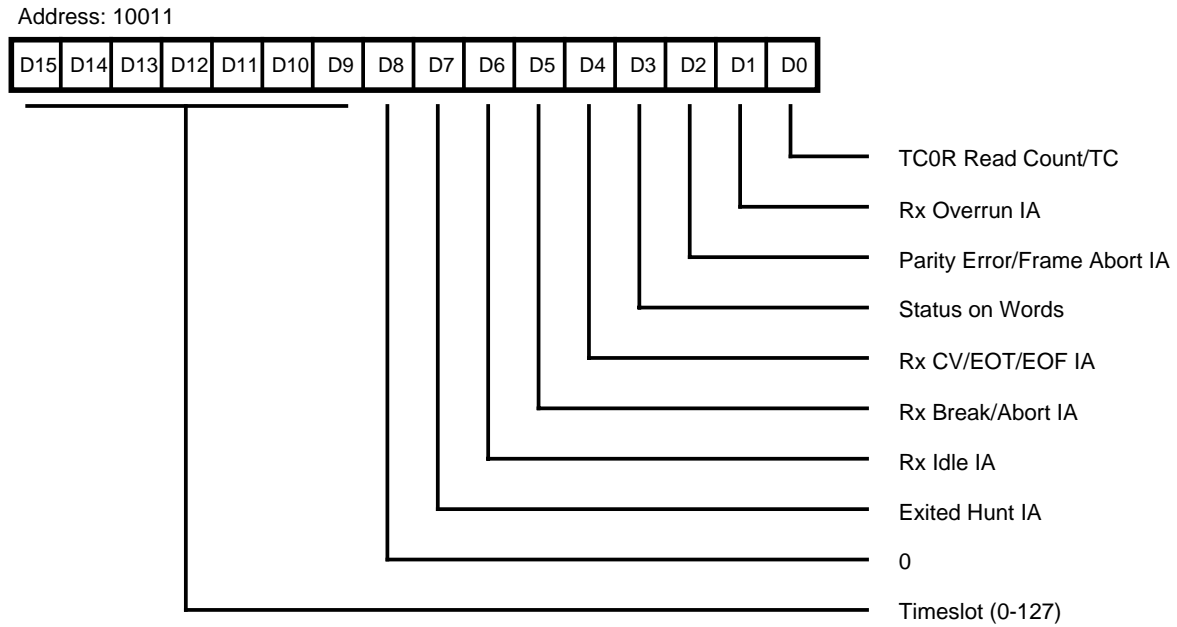 Address: 10011
D15 D14 D13 D12 D11 D10 D9 D8 D7 D6 D5 D4 D3 D2 D1 D0
TC0R Read Count/TC
Rx Overrun IA
Parity Error/Frame Abort IA
Status on Words
Rx CV/EOT/EOF IA
Rx Break/Abort IA
Rx Idle IA
Exited Hunt IA
0
Timeslot (0-127)